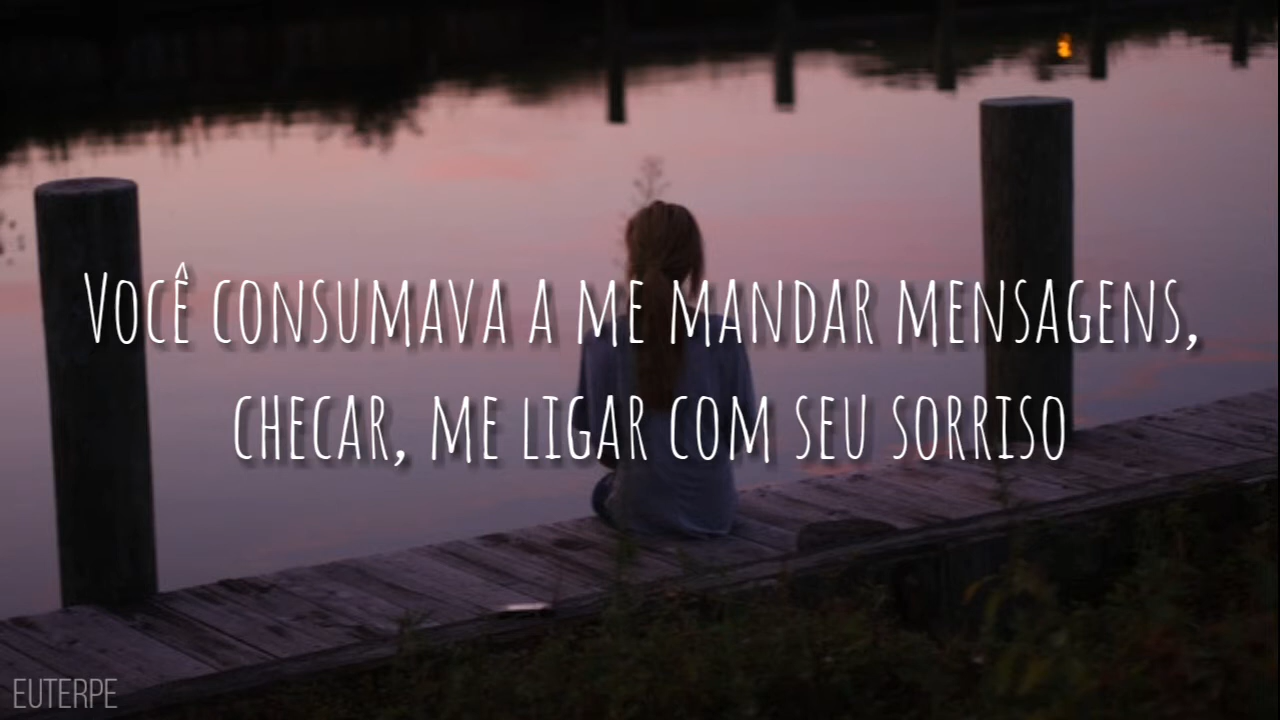 Você consumava a me mandar mensagens,
checar, me ligar com seu sorriso
EUTERPE